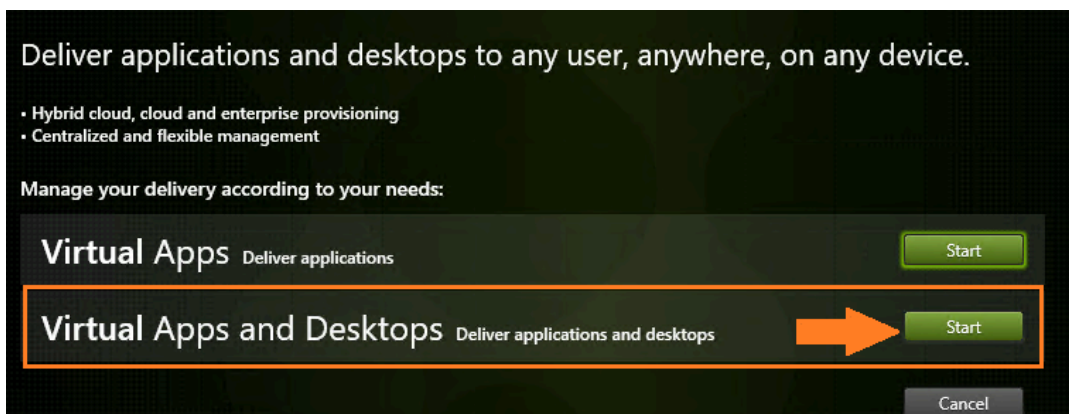 Deliver applications and desktops to any user, anywhere, on any device.
• Hybrid cloud, cloud and enterprise provisioning
• Centralized and flexible management
Manage your delivery according to your needs:
Virtual Apps Deliver applications Start
Virtual Apps and Desktops Deliver applications and desktops Start
Cancel